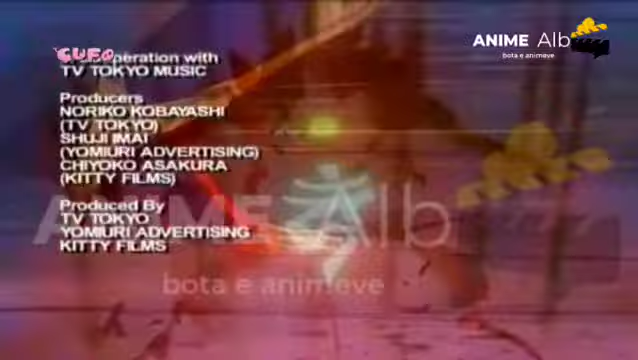 ÇUFO
operation with
TV TOKYO MUSIC
Producers
NORIKO KOBAYASHI
(TV TOKYO)
SHUJI IMAI
(YOMIURI ADVERTISING)
CHIYOKO ASAKURA
(KITTY FILMS)
Produced By
TV TOKYO
YOMIURI ADVERTISING
KITTY FILMS
ANIME Alb
bota e animeve
ANIME Alb
bota e animeve